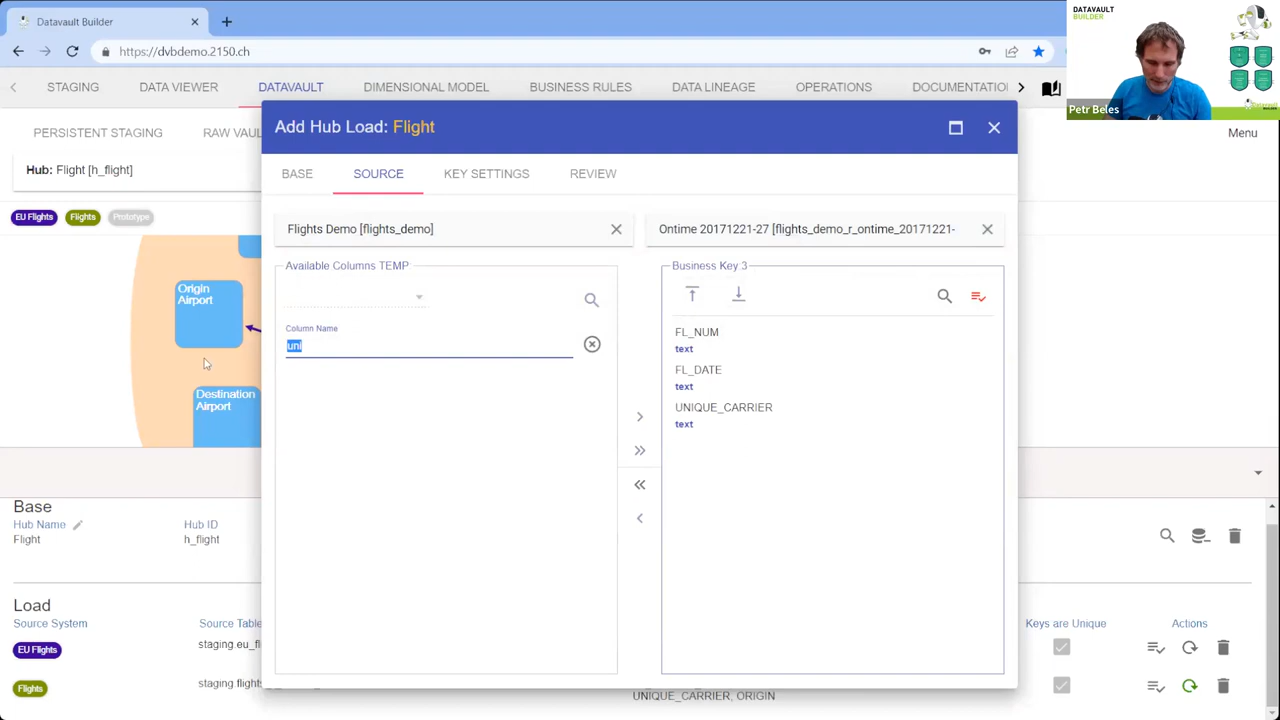 Datavault Builder
https://dvbdemo.2150.ch
DATAVAULT
BUILDER
Petr Beles
STAGING
DATA VIEWER
DATAVAULT
DIMENSIONAL MODEL
BUSINESS RULES
DATA LINEAGE
OPERATIONS
DOCUMENTATIO
PERSISTENT STAGING
RAW VAU
Menu
Hub: Flight [h_flight]
EU Flights
Flights
Prototype
Origin
Airport
Destination
Airport
Add Hub Load: Flight
BASE
SOURCE
KEY SETTINGS
REVIEW
Flights Demo [flights_demo]
Ontime 20171221-27 [flights_demo_r_ontime_20171221-
Available Columns TEMP
Column Name
uni
Business Key 3
FL_NUM
text
FL_DATE
text
UNIQUE_CARRIER
text
Base
Hub Name
Hub ID
Flight
h_flight
Load
Source System
Source Table
Keys are Unique
Actions
EU Flights
staging.eu_fl
Flights
staging.flights
UNIQUE_CARRIER, ORIGIN